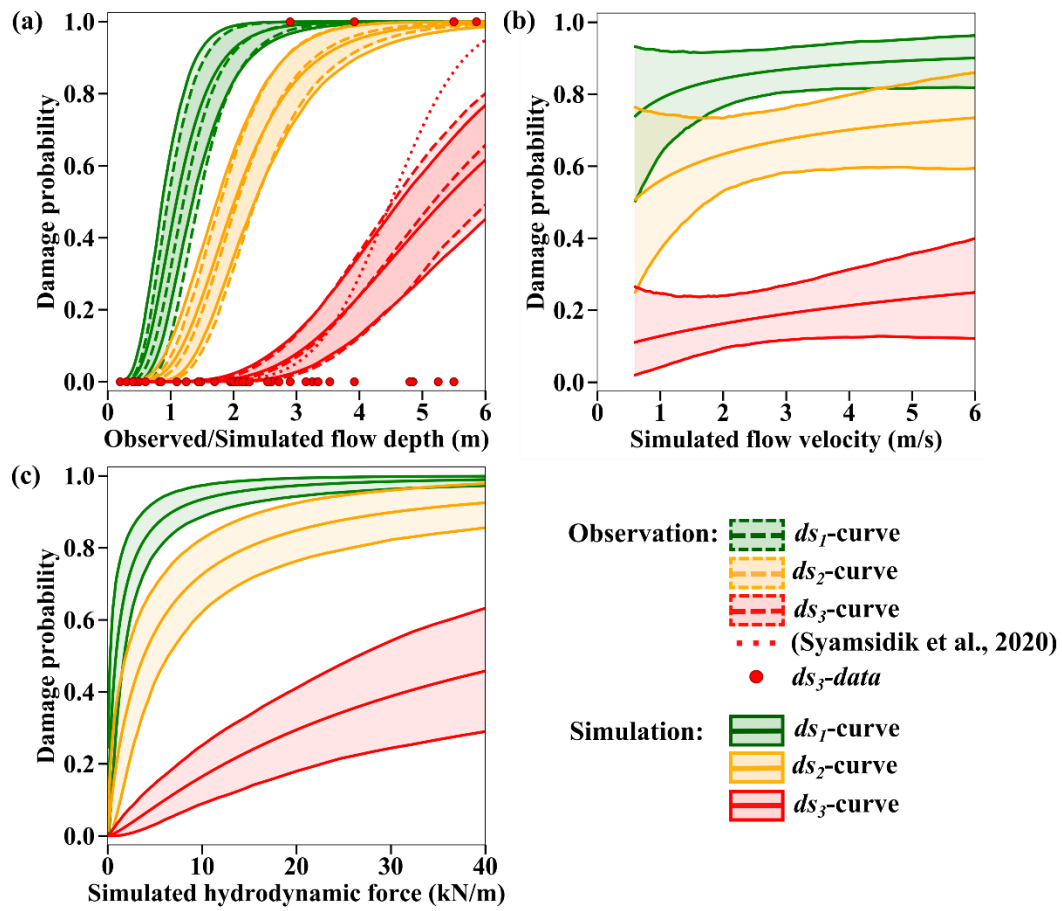 (a)
Damage probability
1.0
0.8
0.6
0.4
0.2
0.0
0 1 2 3 4 5 6
Observed/Simulated flow depth (m)
(b)
Damage probability
1.0
0.8
0.6
0.4
0.2
0.0
0 1 2 3 4 5 6
Simulated flow velocity (m/s)
(c)
Damage probability
1.0
0.8
0.6
0.4
0.2
0.0
0 10 20 30 40
Simulated hydrodynamic force (kN/m)
Observation: ds1-curve
ds2-curve
ds3-curve
(Syamsidik et al., 2020)
ds3-data
Simulation: ds1-curve
ds2-curve
ds3-curve